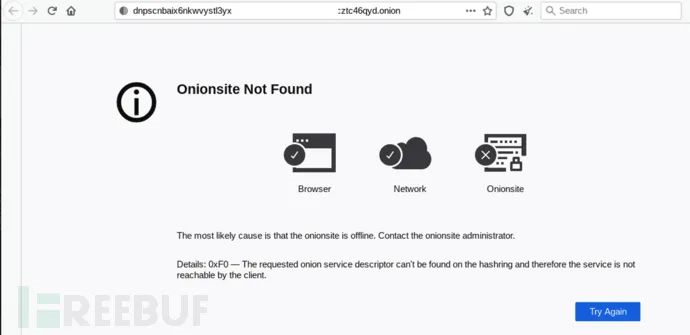 dnpscnbaix6nkwvystl3yx :ztc46qyd.onion
Search
Onionsite Not Found
Browser Network Onionsite
The most likely cause is that the onionsite is offline. Contact the onionsite administrator.
Details: 0xF0 — The requested onion service descriptor can't be found on the hashring and therefore the service is not
reachable by the client.
Try Again
REEBUF